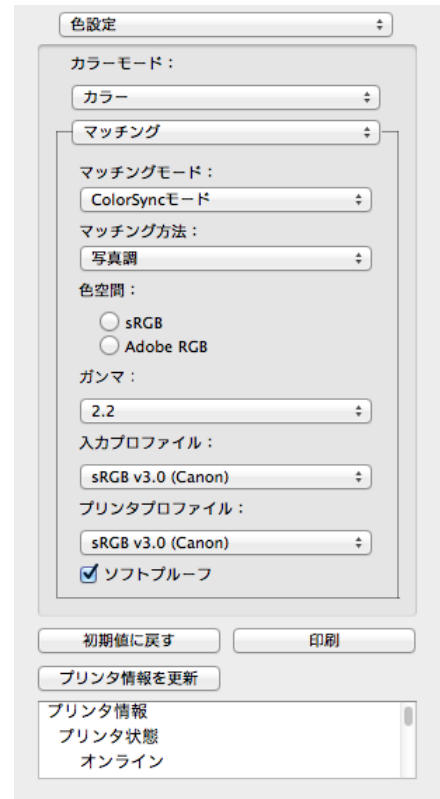 色設定
カラーモード：
カラー
マッチング
マッチングモード：
ColorSyncモード
マッチング方法：
写真調
色空間：
sRGB
Adobe RGB
ガンマ：
2.2
入力プロファイル：
sRGB v3.0 (Canon)
プリンタプロファイル：
sRGB v3.0 (Canon)
ソフトプルーフ
初期値に戻す 印刷
プリンタ情報を更新
プリンタ情報
プリンタ状態
オンライン